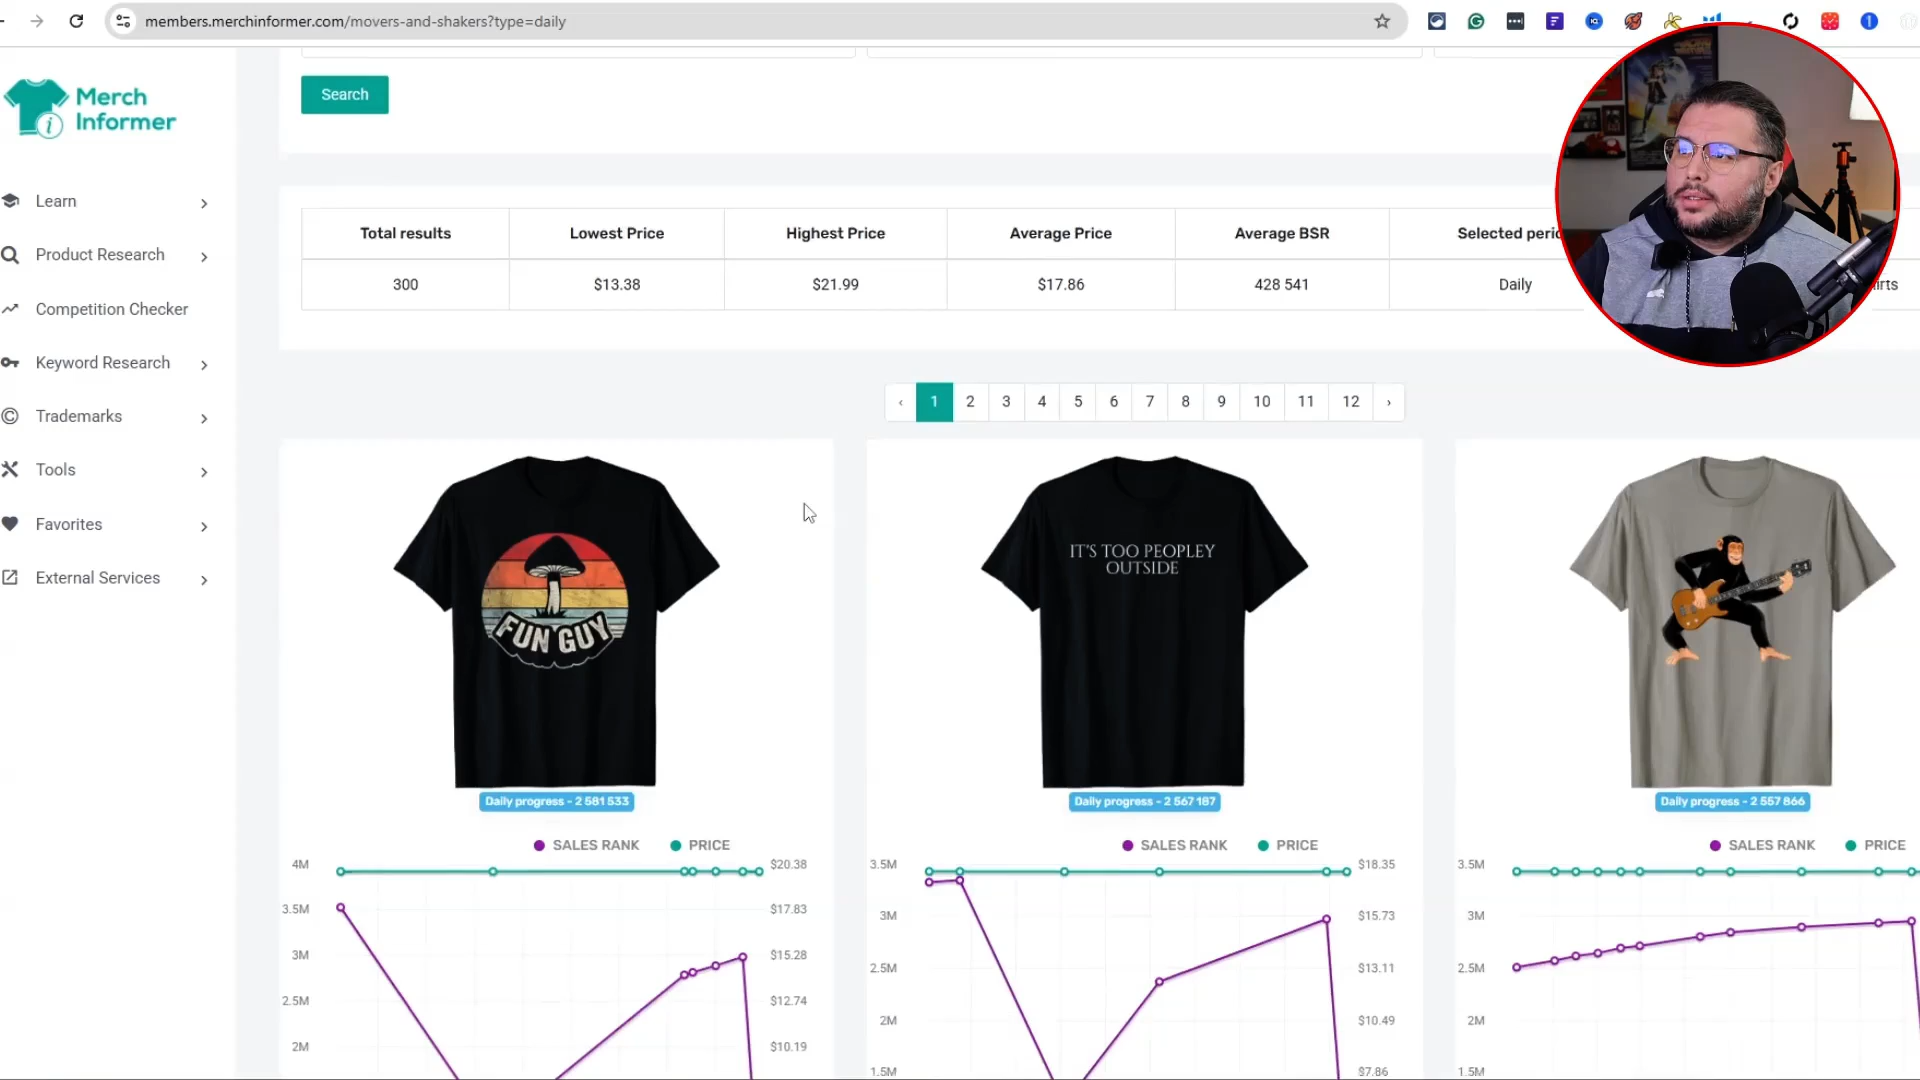 members.merchinformer.com/movers-and-shakers?type=daily
Merch
Informer
Search
Learn
Product Research
Competition Checker
Keyword Research
Trademarks
Tools
Favorites
External Services
Total results Lowest Price Highest Price Average Price Average BSR Selected
300 $13.38 $21.99 $17.86 428 541 Daily
‹ 1 2 3 4 5 6 7 8 9 10 11 12 ›
FUN GUY
IT'S TOO PEOPLEY
OUTSIDE
Daily progress - 2 581 533
Daily progress - 2 567 187
Daily progress - 2 557 866
SALES RANK PRICE
4M $20.38
3.5M $17.83
3M $15.28
2.5M $12.74
2M $10.19
SALES RANK PRICE
3.5M $18.35
3M $15.73
2.5M $13.11
2M $10.49
1.5M $7.86
SALES RANK PRICE
3.5M
3M
2.5M
2M
1.5M